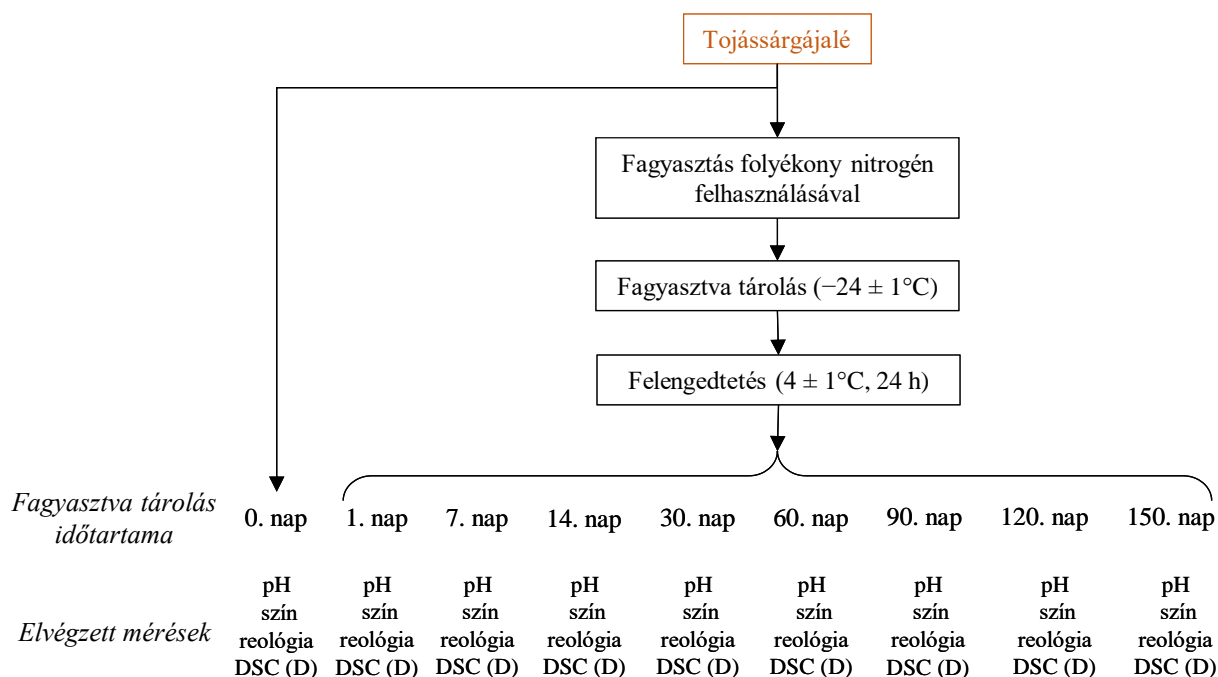 Tojássárgájalé
Fagyasztás folyékony nitrogén
felhasználásával
Fagyasztva tárolás (−24 ± 1°C)
Felengedtetés (4 ± 1°C, 24 h)
Fagyasztva tárolás
időtartama
0. nap 1. nap 7. nap 14. nap 30. nap 60. nap 90. nap 120. nap 150. nap
Elvégzett mérések
pH pH pH pH pH pH pH pH pH
szín szín szín szín szín szín szín szín szín
reológia reológia reológia reológia reológia reológia reológia reológia reológia
DSC (D) DSC (D) DSC (D) DSC (D) DSC (D) DSC (D) DSC (D) DSC (D) DSC (D)